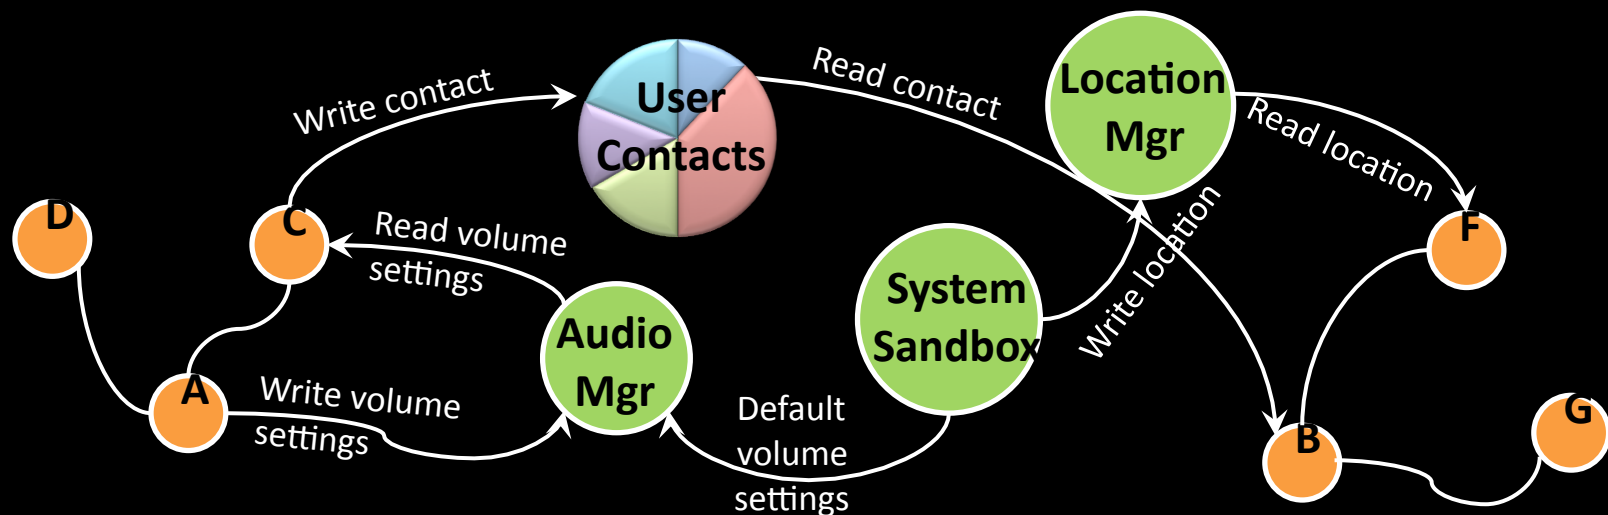 Write contact
User
Contacts
Read contact
Location
Mgr
Read location
D
C
Read volume
settings
F
System
Sandbox
Write location
Audio
Mgr
A
Write volume
settings
Default
volume
settings
B
G